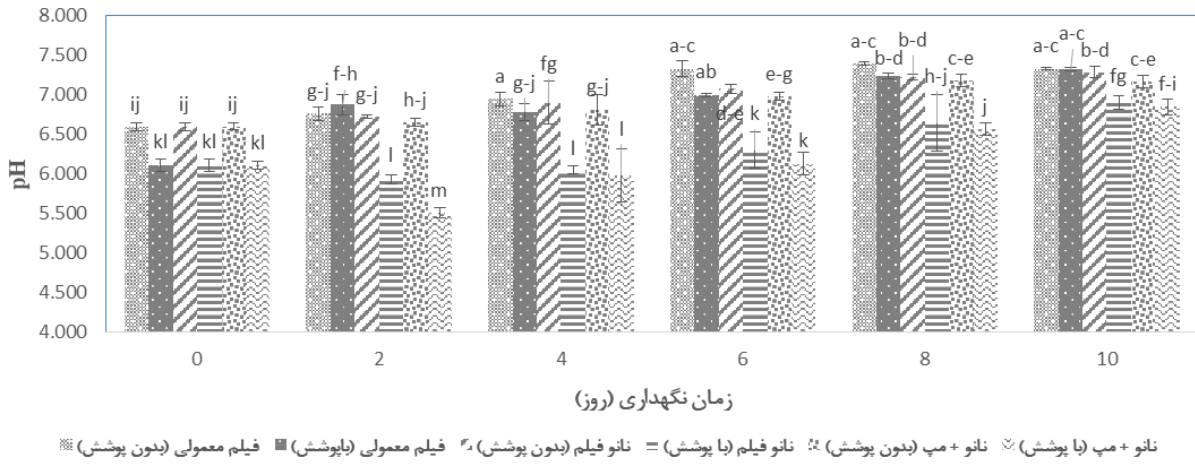 8.000
7.500
7.000
6.500
6.000
5.500
5.000
4.500
4.000
pH
ij kl ij kl ij kl
g-j f-h g-j l h-j m
a g-j fg l g-j l
a-c ab d-e k e-g k
a-c b-d b-d h-j c-e j
a-c a-c b-d fg c-e f-i
0 2 4 6 8 10
زمان نگهداری (روز)
فیلم معمولی (بدون پوشش) فیلم معمولی (باپوشش) نانو فیلم (بدون پوشش) نانو فیلم (با پوشش) نانو + مپ (بدون پوشش) نانو + مپ (با پوشش)